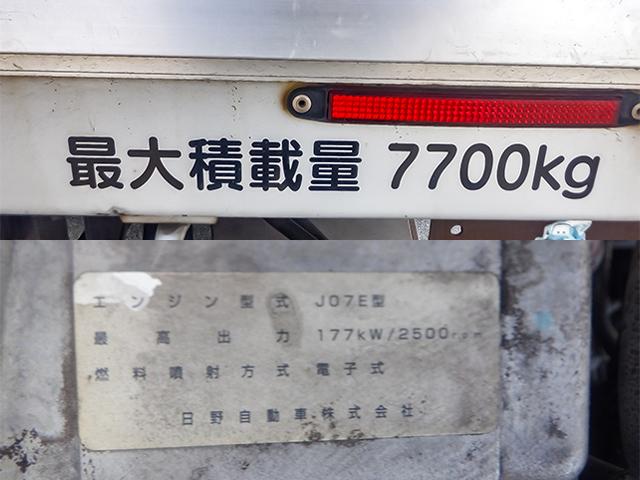 最大積載量 7700kg
エンジン型式 J07E型
最高出力 177kW/2500rpm
燃料噴射方式 電子式
日野自動車株式会社